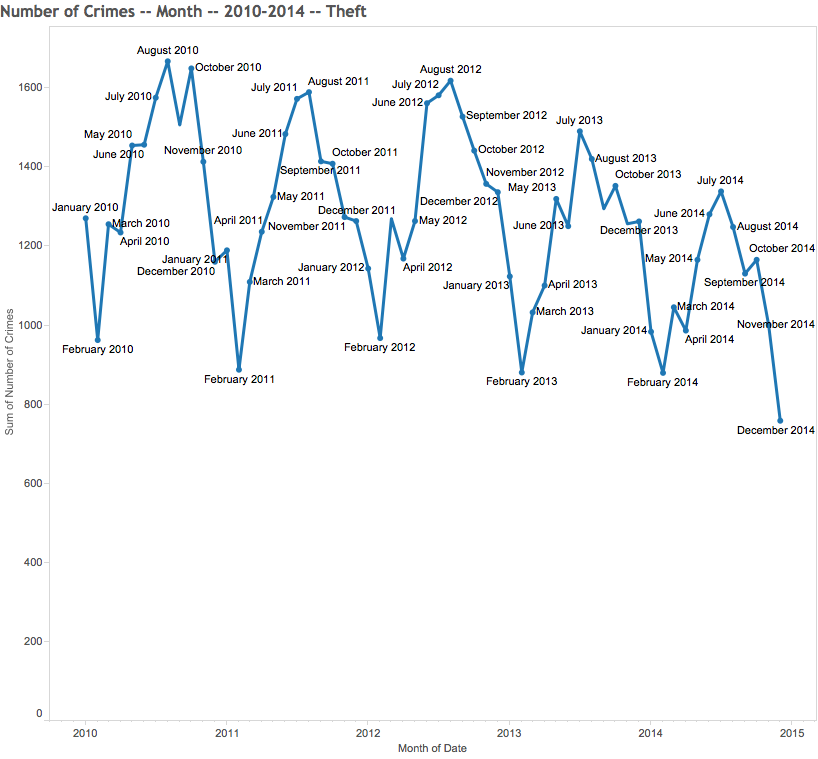 Number of Crimes -- Month -- 2010-2014 -- Theft
August 2010
October 2010
August 2012
July 2011
August 2011
July 2012
1600
July 2010
June 2012
September 2012
July 2013
May 2010
June 2011
November 2010
October 2011
October 2012
June 2010
August 2013
1400
September 2011
November 2012
October 2013
May 2013
July 2014
May 2011
December 2012
January 2010
December 2011
June 2014
March 2010
April 2011
May 2012
November 2011
June 2013
August 2014
December 2013
April 2010
1200
October 2014
January 2011
May 2014
January 2012
April 2012
December 2010
March 2011
September 2014
January 2013
April 2013
March 2014
March 2013
November 2014
1000
January 2014
April 2014
February 2010
February 2012
February 2011
February 2013
February 2014
800
December 2014
600
400
200
0
Sum of Number of Crimes
2010
2011
2012
2013
2014
2015
Month of Date